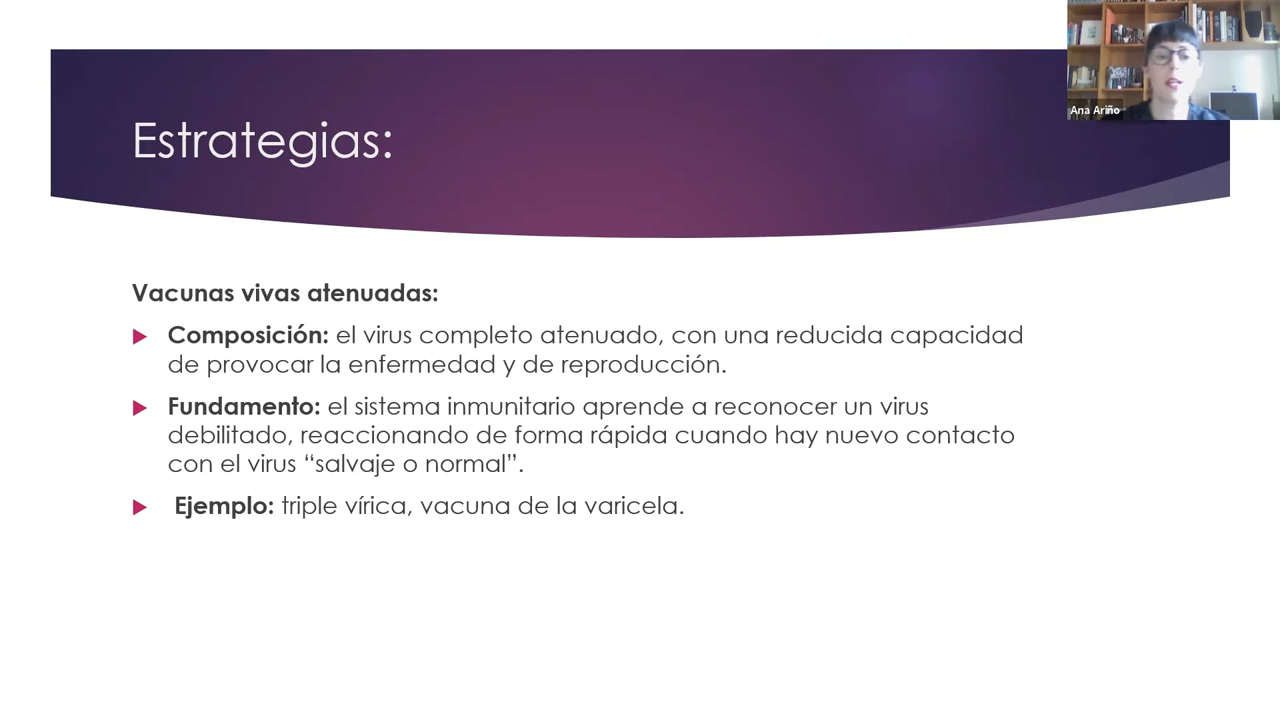 Ana Ariño
Estrategias:
Vacunas vivas atenuadas:
Composición: el virus completo atenuado, con una reducida capacidad
de provocar la enfermedad y de reproducción.
Fundamento: el sistema inmunitario aprende a reconocer un virus
debilitado, reaccionando de forma rápida cuando hay nuevo contacto
con el virus “salvaje o normal”.
Ejemplo: triple vírica, vacuna de la varicela.